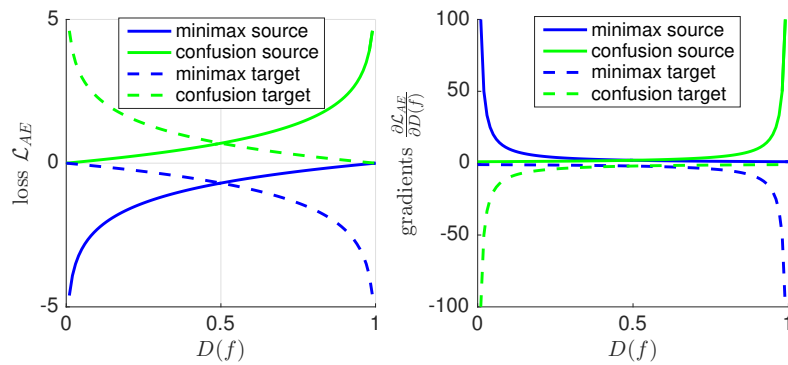 5
0
-5
loss $\mathcal{L}_{AE}$
minimax source
confusion source
minimax target
confusion target
0
0.5
1
$D(f)$
100
50
0
-50
-100
gradients $\frac{\partial \mathcal{L}_{AE}}{\partial D(f)}$
minimax source
confusion source
minimax target
confusion target
0
0.5
1
$D(f)$